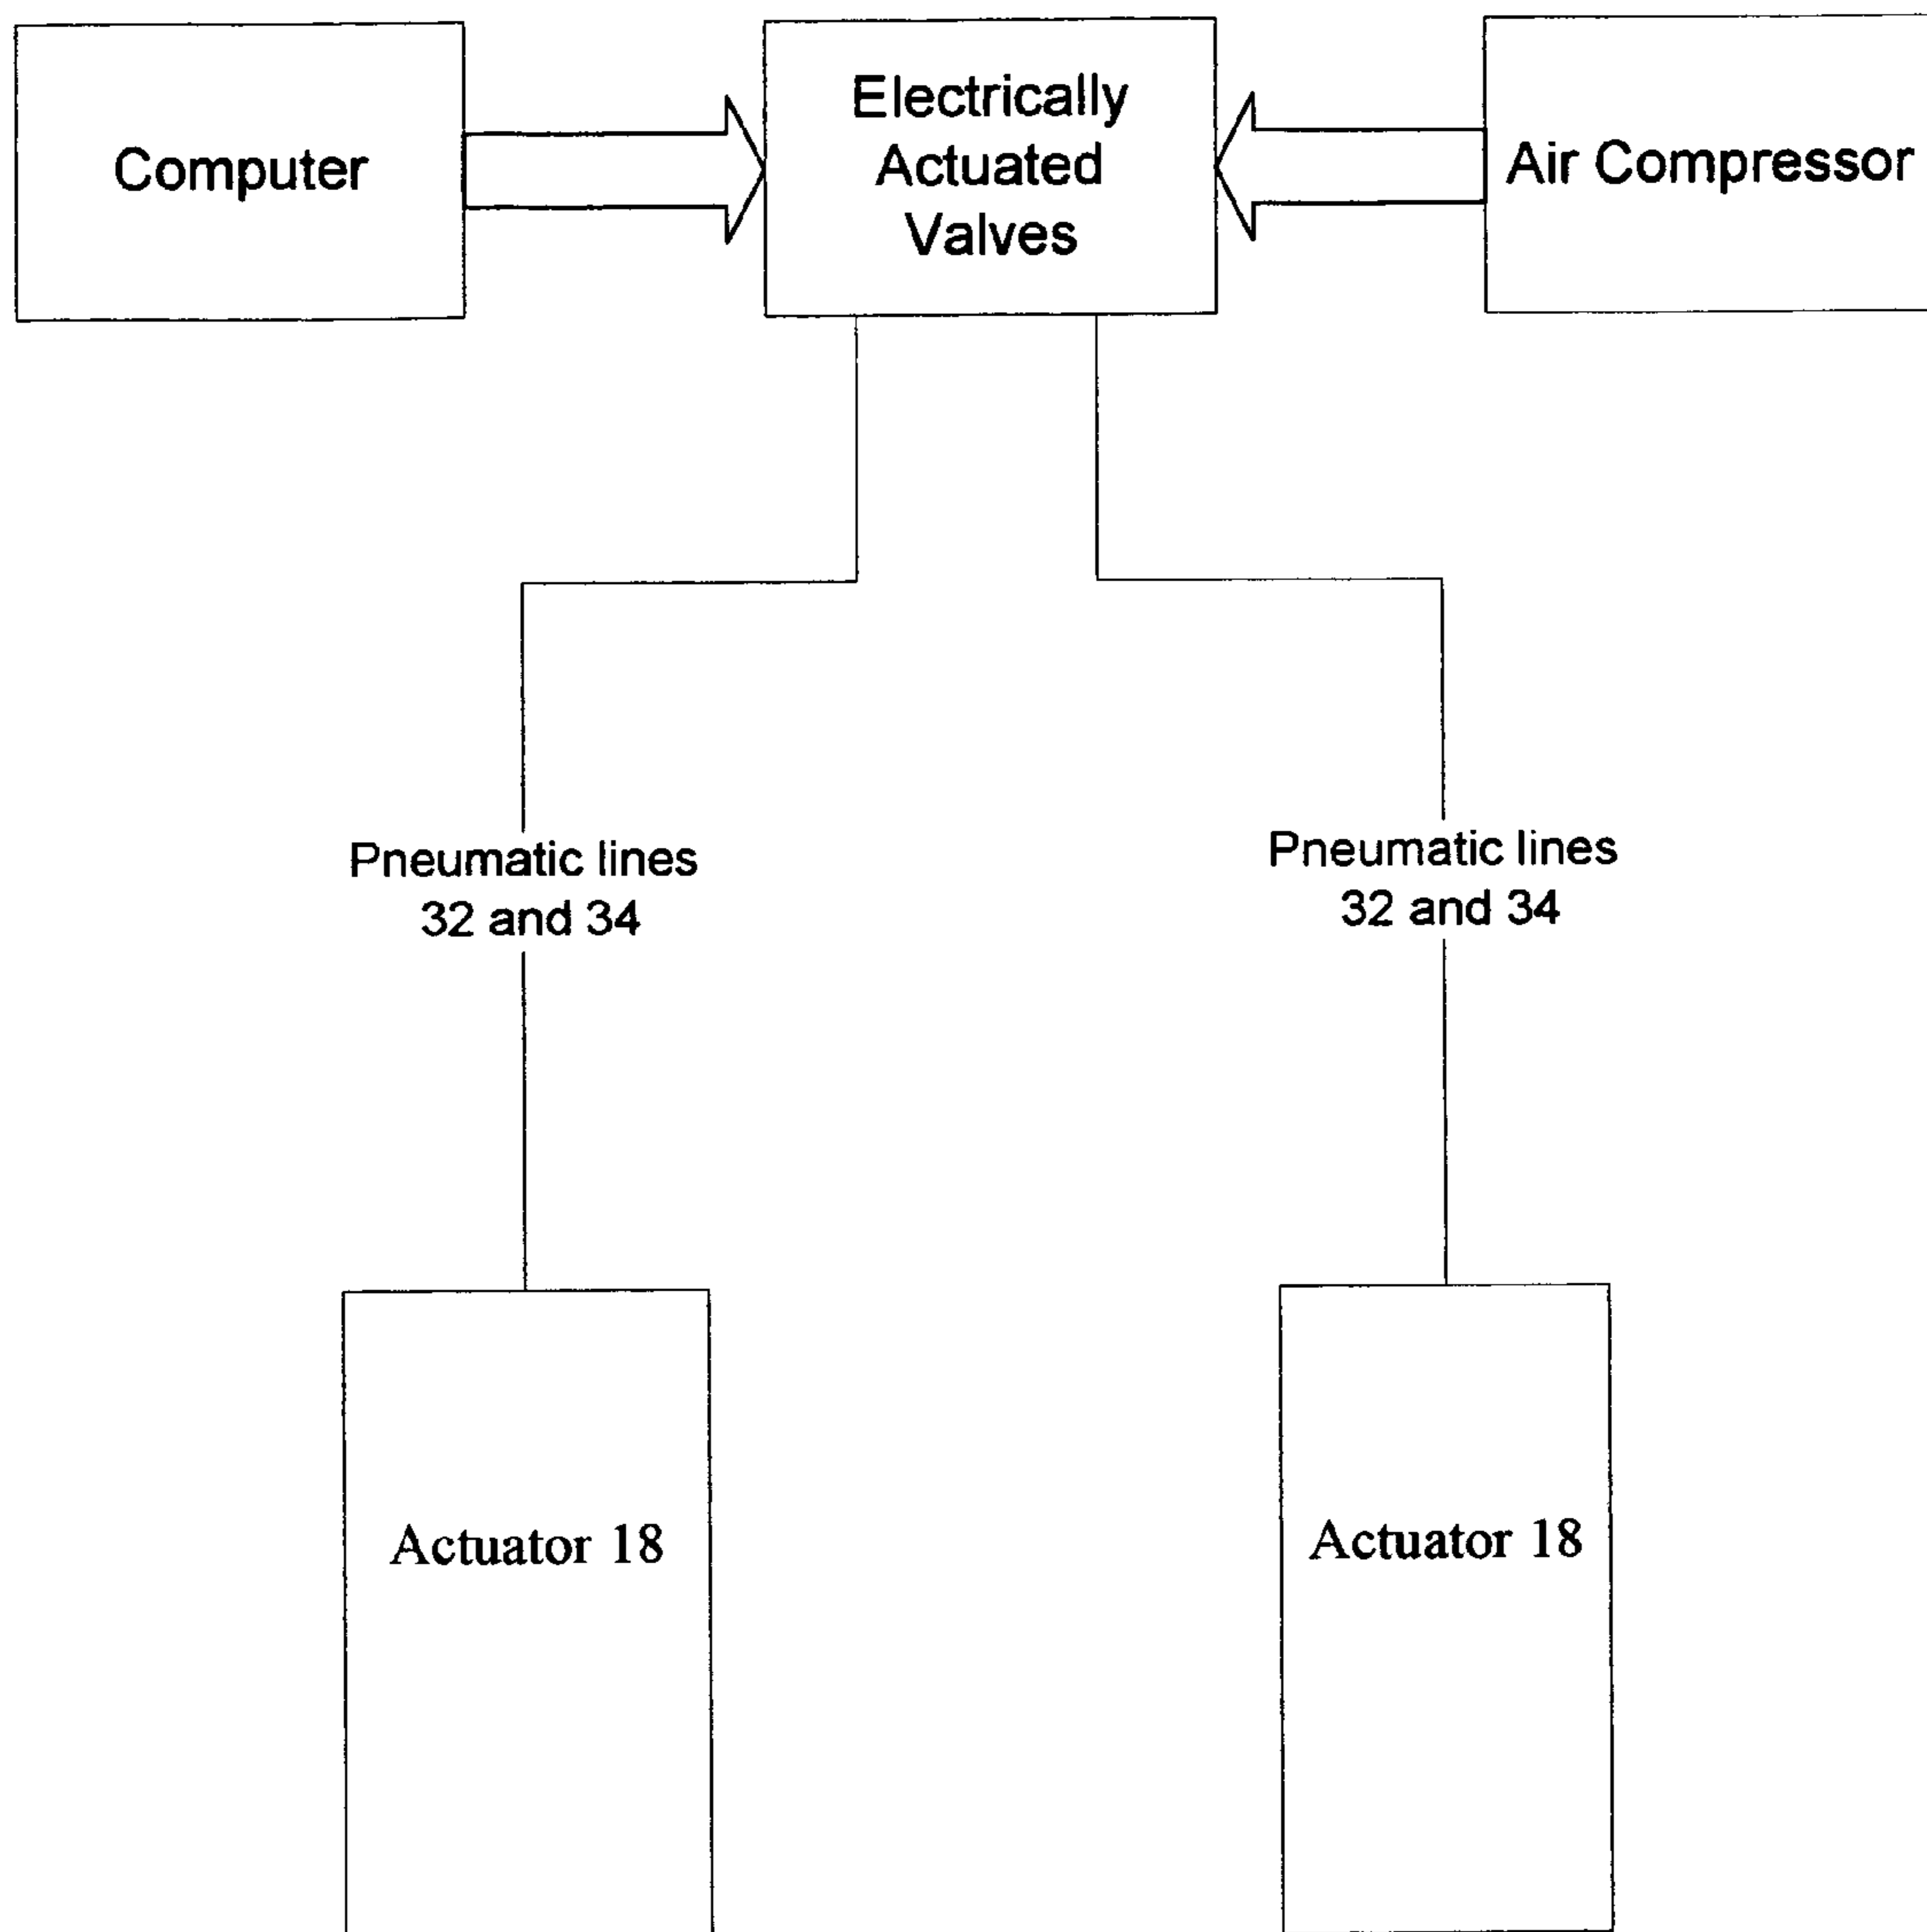 Computer
Electrically
Actuated
Valves
Air Compressor
Pneumatic lines
32 and 34
Pneumatic lines
32 and 34
Actuator 18
Actuator 18